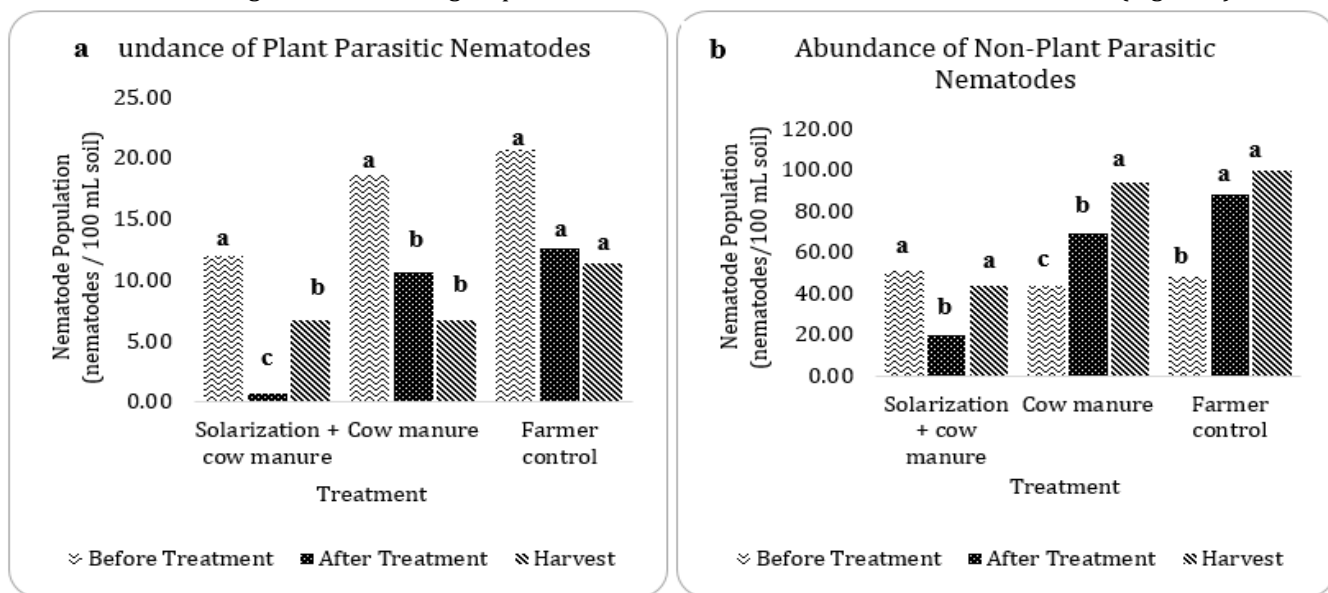 a undance of Plant Parasitic Nematodes
Nematode Population
(nematodes / 100 mL soil)
25.00
20.00
15.00
10.00
5.00
0.00
a
c
b
a
b
b
a
a
a
Solarization +
cow manure
Cow manure
Farmer
control
Treatment
Before Treatment
After Treatment
Harvest
b Abundance of Non-Plant Parasitic
Nematodes
Nematode Population
(nematodes/100 mL soil)
120.00
100.00
80.00
60.00
40.00
20.00
0.00
a
b
a
c
b
a
b
a
a
Solarization
+ cow
manure
Cow manure
Farmer
control
Treatment
Before Treatment
After Treatment
Harvest